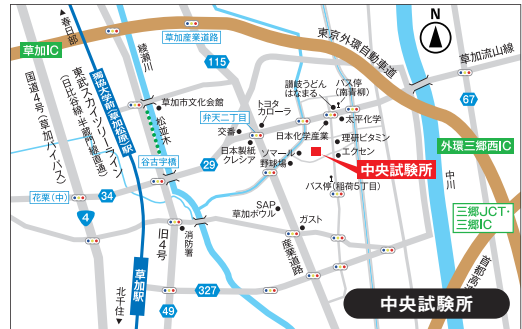 ▲春日部
草加IC
草加産業道路
綾瀬川
115
東京外環自動車道
N
草加流山線
67
国道4号(草加バイパス)
東武スカイツリーライン
(日比谷線・半蔵門線直通)
獨協大学前〈草加松原〉駅
草加市文化会館
松並木
弁天二丁目
交番
トヨタ
カローラ
讃岐うどん
はなまる
バス停
(南青柳)
太平化学
日本化学産業
日本製紙
クレシア
ソマール
野球場
理研ビタミン
エクセン
中央試験所
外環三郷西IC
谷古宇橋
29
34
花栗(中)
4
バス停(稲荷5丁目)
中川
三郷JCT・
三郷IC
SAP
草加ボウル
ガスト
旧4号
消防署
産業道路
草加駅
327
49
北千住▼
首都高
中央試験所